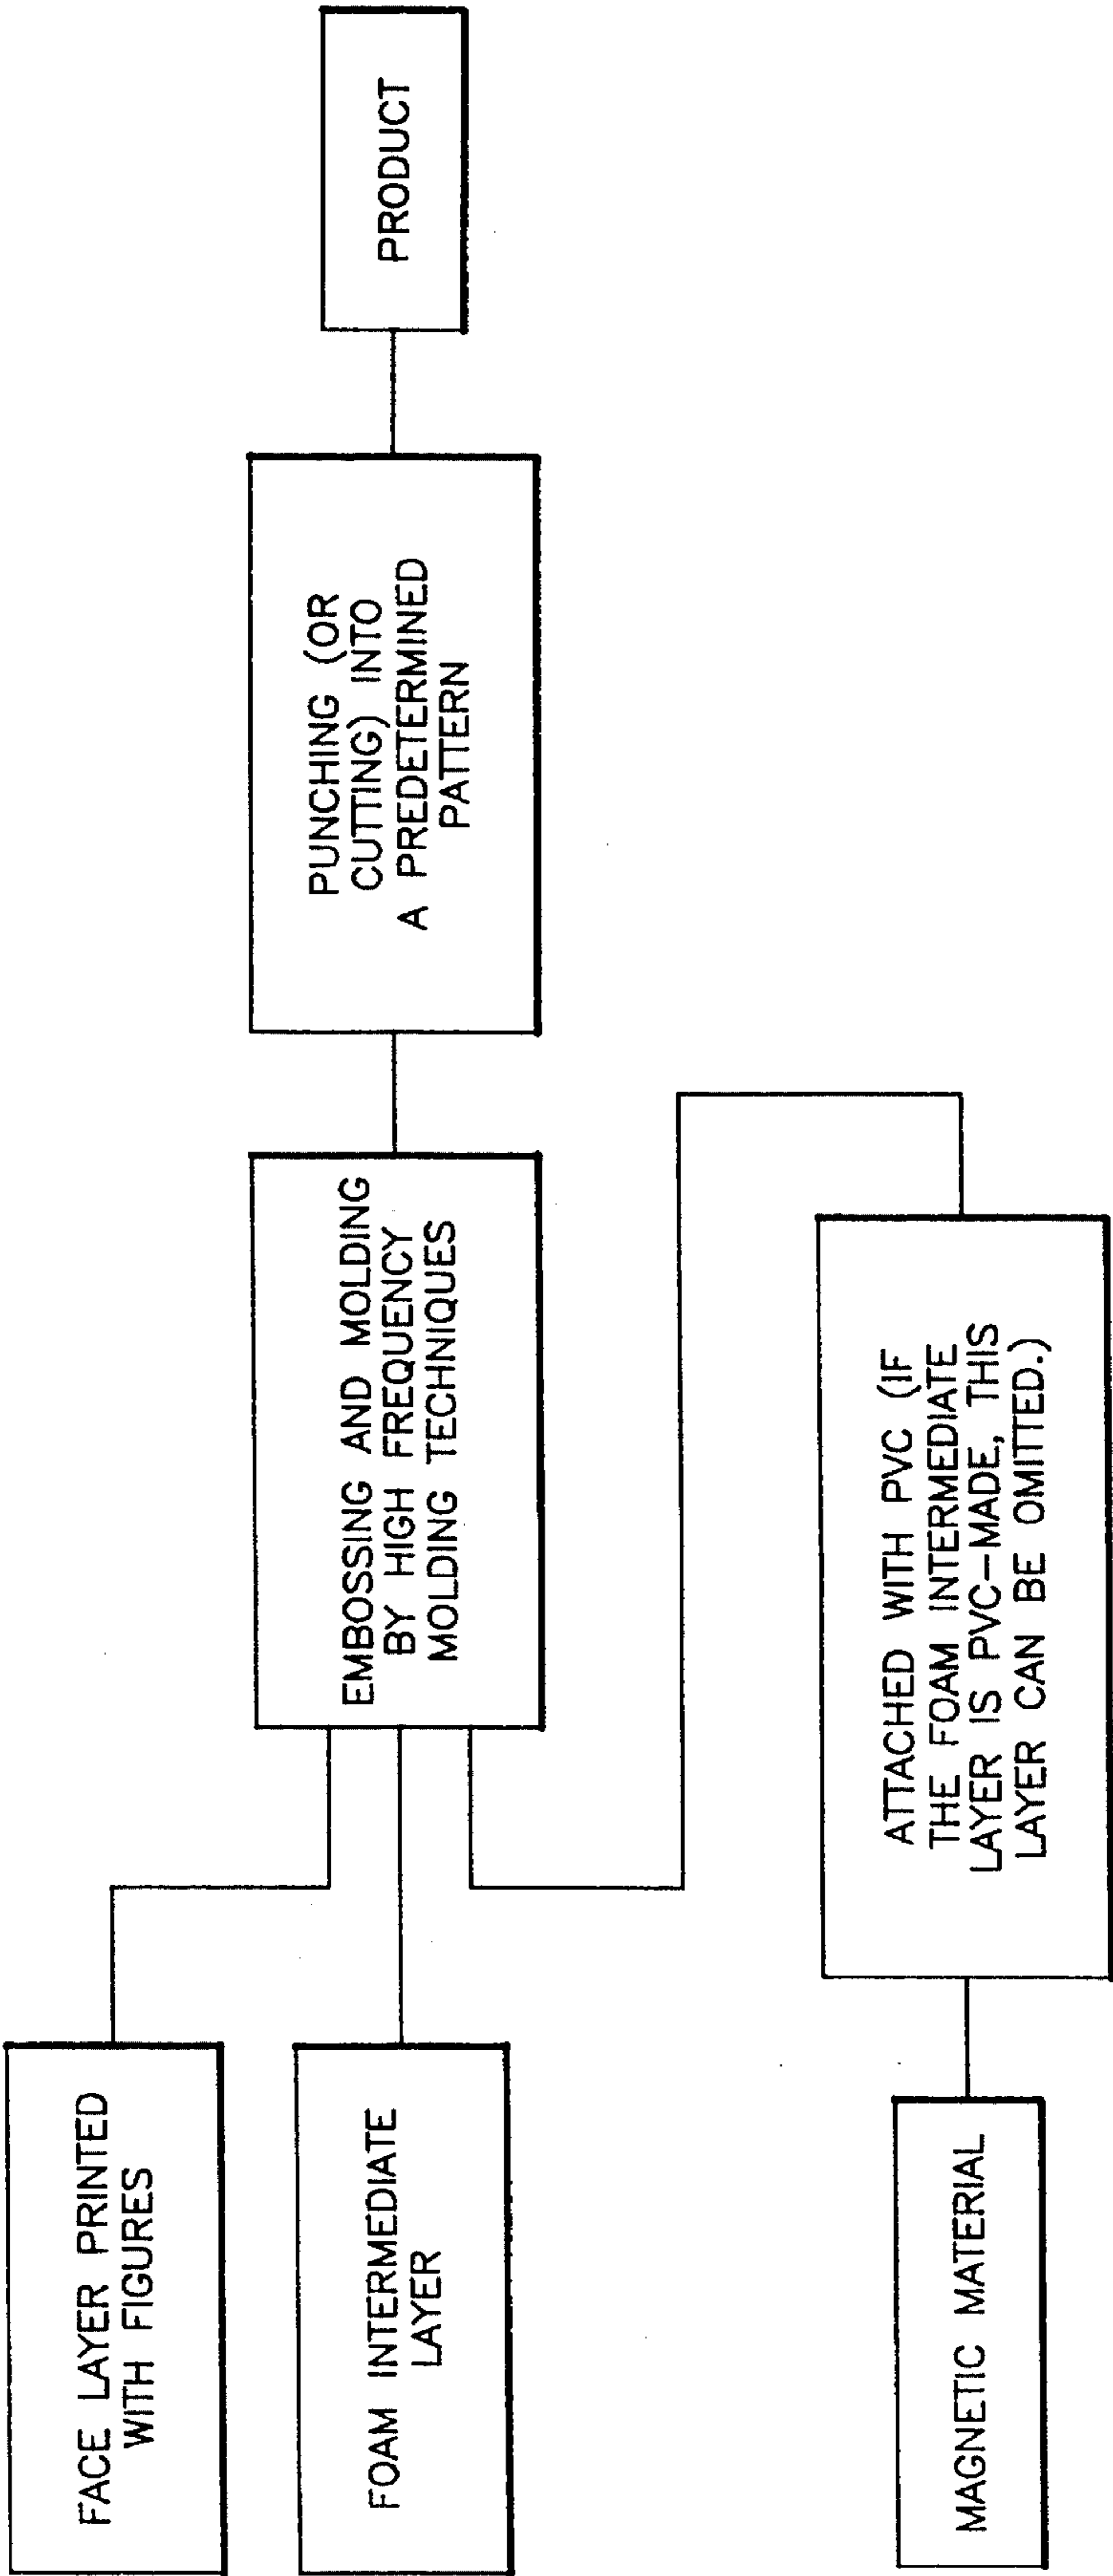 FACE LAYER PRINTED
WITH FIGURES
FOAM INTERMEDIATE
LAYER
MAGNETIC MATERIAL
ATTACHED WITH PVC (IF
THE FOAM INTERMEDIATE
LAYER IS PVC-MADE, THIS
LAYER CAN BE OMITTED.)
EMBOSSING AND MOLDING
BY HIGH FREQUENCY
MOLDING TECHNIQUES
PUNCHING (OR
CUTTING) INTO
A PREDETERMINED
PATTERN
PRODUCT